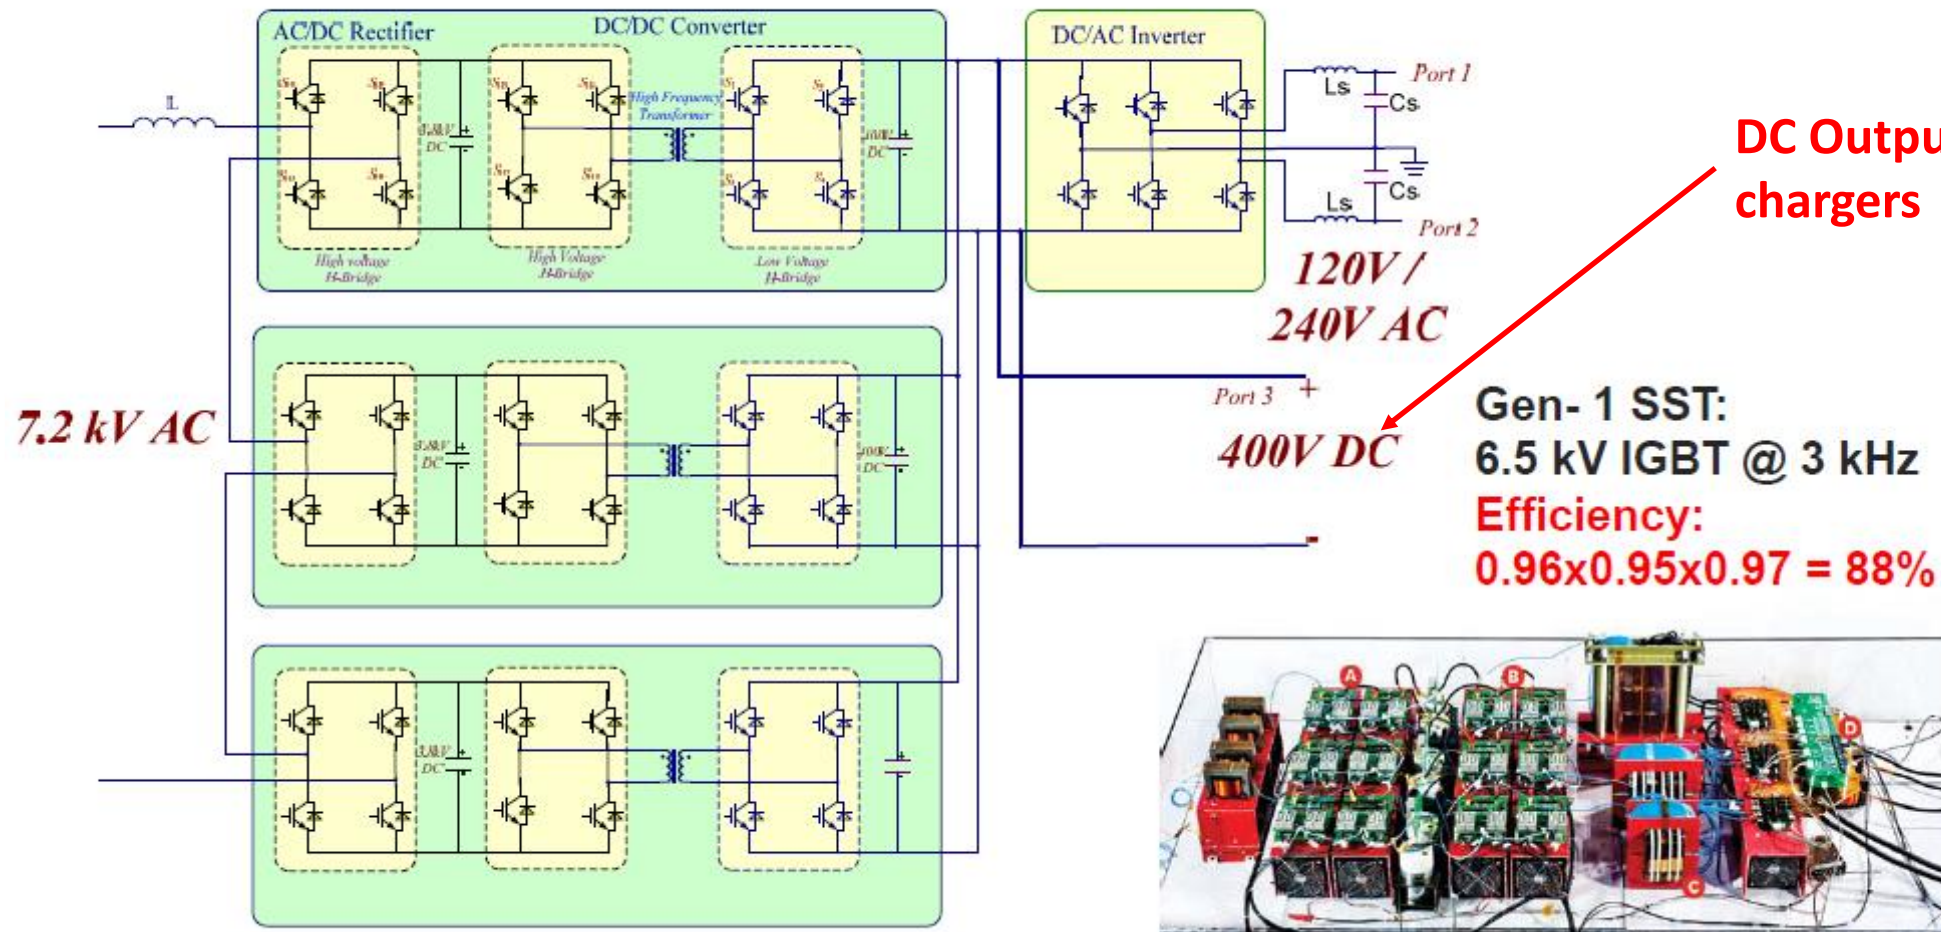 AC/DC Rectifier
DC/DC Converter
DC/AC Inverter
L
High Frequency
Transformer
DC
DC
High voltage
H-Bridge
High Voltage
H-Bridge
Low Voltage
H-Bridge
Ls
Cs
Port 1
Ls
Cs
Port 2
120V /
240V AC
DC Outpu
chargers
7.2 kV AC
DC
DC
Port 3 +
400V DC
-
Gen- 1 SST:
6.5 kV IGBT @ 3 kHz
Efficiency:
0.96x0.95x0.97 = 88%
DC
A
B
C
D